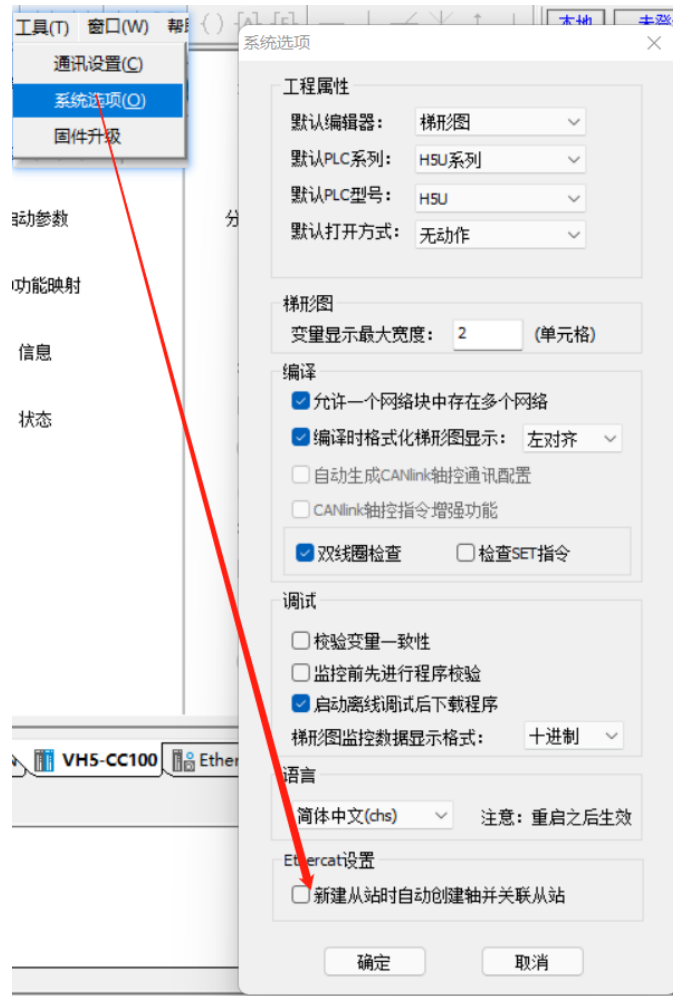 工具(T) 窗口(W) 帮
本地
系统选项
通讯设置(C)
系统选项(O)
固件升级
工程属性
默认编辑器: 梯形图
默认PLC系列: H5U系列
默认PLC型号: H5U
默认打开方式: 无动作
动参数
分
功能映射
信息
状态
梯形图
变量显示最大宽度: 2 (单元格)
编译
允许一个网络块中存在多个网络
编译时格式化梯形图显示: 左对齐
自动生成CANlink轴控通讯配置
CANlink轴控指令增强功能
双线圈检查 检查SET指令
调试
校验变量一致性
监控前先进行程序校验
启动离线调试后下载程序
梯形图监控数据显示格式: 十进制
VH5-CC100 Ether
语言
简体中文(chs) 注意: 重启之后生效
Ethercat设置
新建从站时自动创建轴并关联从站
确定 取消